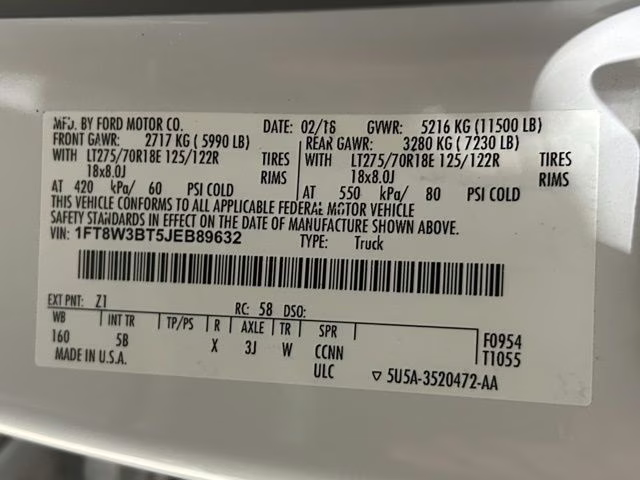 MFD. BY FORD MOTOR CO. DATE: 02/18 GVWR: 5216 KG (11500 LB)
FRONT GAWR: 2717 KG (5990 LB) REAR GAWR: 3280 KG (7230 LB)
WITH LT275/70R18E 125/122R TIRES WITH LT275/70R18E 125/122R TIRES
18x8.0J RIMS 18x8.0J RIMS
AT 420 kPa/ 60 PSI COLD AT 550 kPa/ 80 PSI COLD
THIS VEHICLE CONFORMS TO ALL APPLICABLE FEDERAL MOTOR VEHICLE
SAFETY STANDARDS IN EFFECT ON THE DATE OF MANUFACTURE SHOWN ABOVE.
VIN: 1FT8W3BT5JEB89632 TYPE: Truck
EXT PNT: Z1 RC: 58 DSO:
WB INT TR TP/PS R AXLE TR SPR F0954
160 5B X 3J W CCNN T1055
MADE IN U.S.A. ULC ▽ 5U5A-3520472-AA